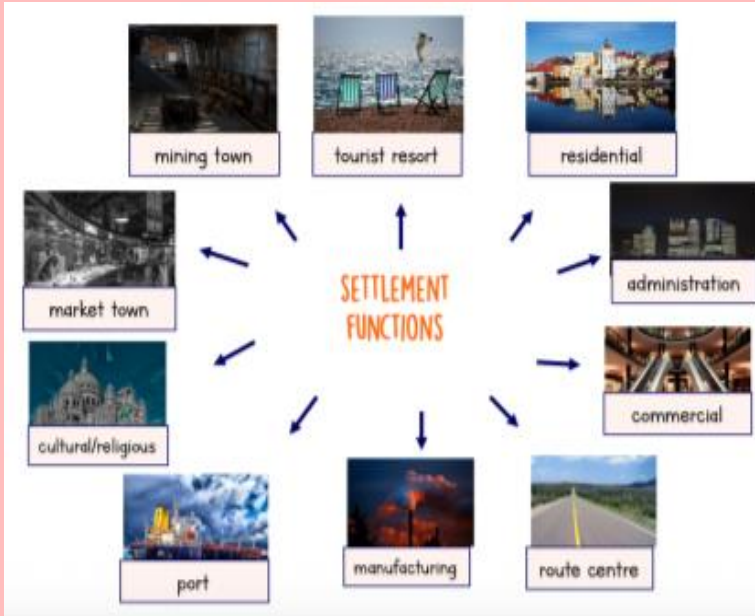 mining town
tourist resort
residential
market town
SETTLEMENT
FUNCTIONS
administration
cultural/religious
commercial
port
manufacturing
route centre